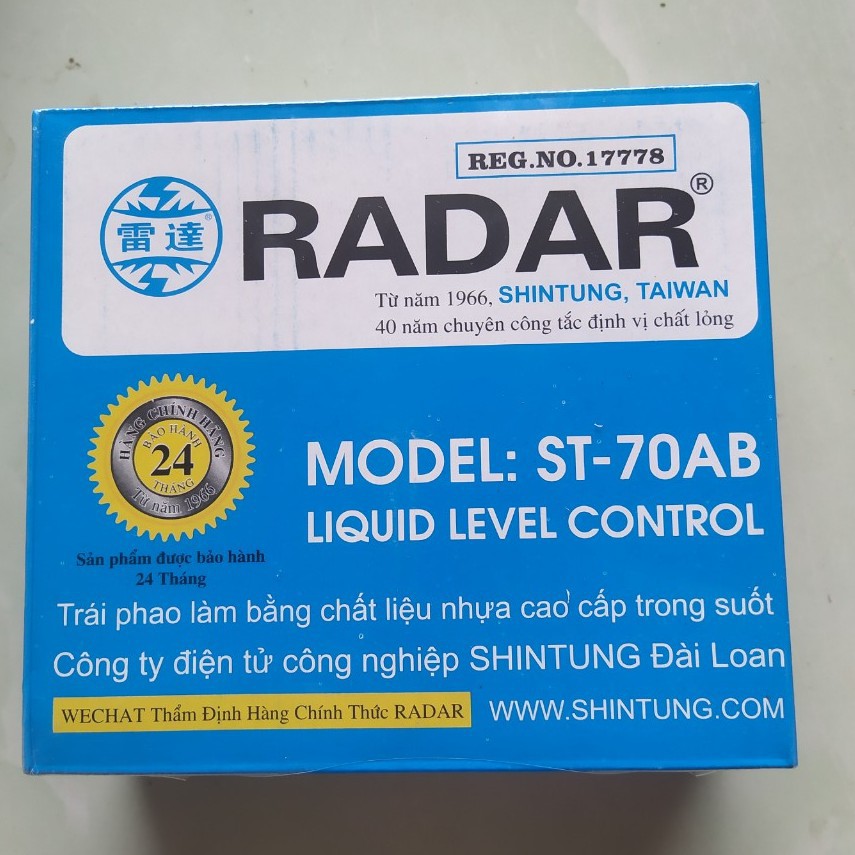 REG.NO.17778
雷達®
RADAR®
Từ năm 1966, SHINTUNG, TAIWAN
40 năm chuyên công tắc định vị chất lỏng
HÀNG CHÍNH HÃNG
BẢO HÀNH
24
THÁNG
Từ năm 1966
Sản phẩm được bảo hành
24 Tháng
MODEL: ST-70AB
LIQUID LEVEL CONTROL
Trái phao làm bằng chất liệu nhựa cao cấp trong suốt
Công ty điện tử công nghiệp SHINTUNG Đài Loan
WECHAT Thẩm Định Hàng Chính Thức RADAR
WWW.SHINTUNG.COM